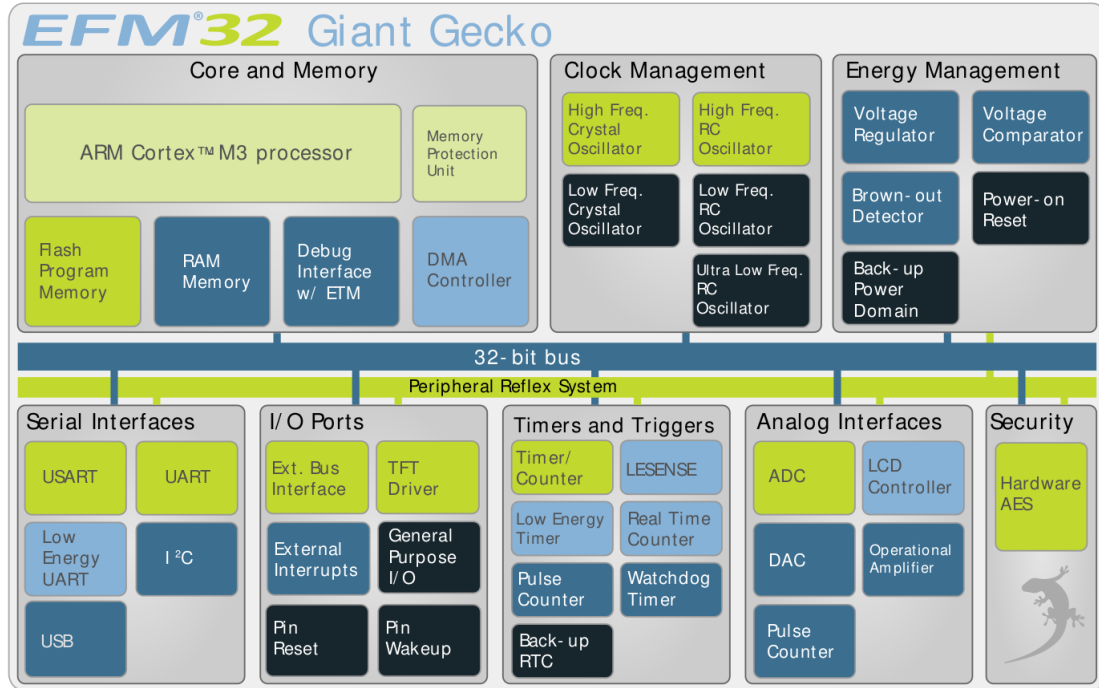 EFM®32 Giant Gecko
Core and Memory
ARM Cortex™ M3 processor
Memory
Protection
Unit
Flash
Program
Memory
RAM
Memory
Debug
Interface
w/ ETM
DMA
Controller
Clock Management
High Freq.
Crystal
Oscillator
High Freq.
RC
Oscillator
Low Freq.
Crystal
Oscillator
Low Freq.
RC
Oscillator
Ultra Low Freq.
RC
Oscillator
Energy Management
Voltage
Regulator
Voltage
Comparator
Brown-out
Detector
Power-on
Reset
Back-up
Power
Domain
32-bit bus
Peripheral Reflex System
Serial Interfaces
USART
UART
Low
Energy
UART
I²C
USB
I/O Ports
Ext. Bus
Interface
TFT
Driver
External
Interrupts
General
Purpose
I/O
Pin
Reset
Pin
Wakeup
Timers and Triggers
Timer/
Counter
LESENSE
Low Energy
Timer
Real Time
Counter
Pulse
Counter
Watchdog
Timer
Back-up
RTC
Analog Interfaces
ADC
LCD
Controller
DAC
Operational
Amplifier
Pulse
Counter
Security
Hardware
AES